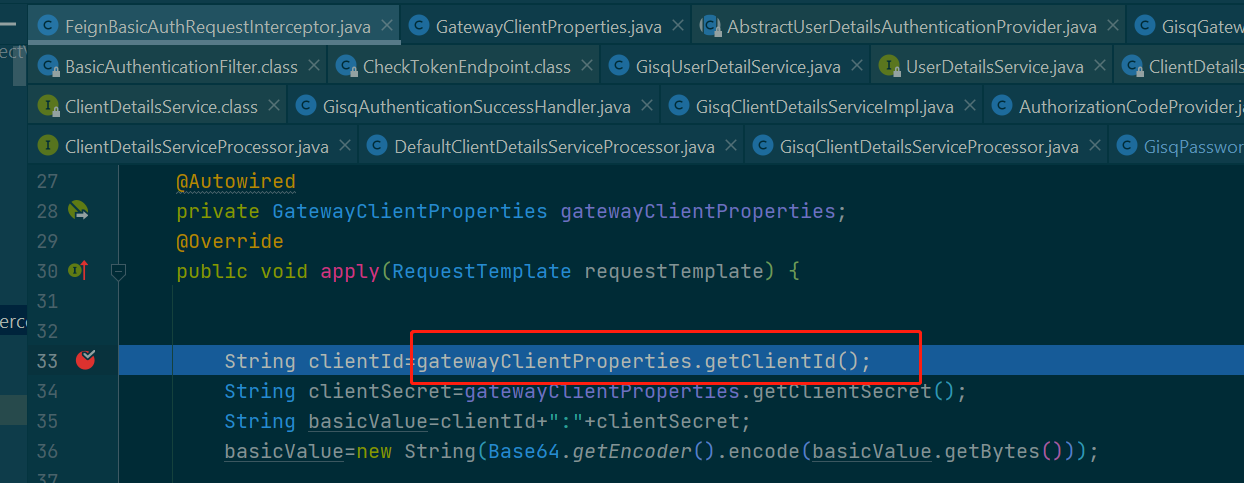 FeignBasicAuthRequestInterceptor.java GatewayClientProperties.java AbstractUserDetailsAuthenticationProvider.java GisqGatew
BasicAuthenticationFilter.class CheckTokenEndpoint.class GisqUserDetailService.java UserDetailsService.java ClientDetails
ClientDetailsService.class GisqAuthenticationSuccessHandler.java GisqClientDetailsServiceImpl.java AuthorizationCodeProvider.j
ClientDetailsServiceProcessor.java DefaultClientDetailsServiceProcessor.java GisqClientDetailsServiceProcessor.java GisqPasswor
27 @Autowired
28 private GatewayClientProperties gatewayClientProperties;
29 @Override
30 public void apply(RequestTemplate requestTemplate) {
31
32
33 String clientId=gatewayClientProperties.getClientId();
34 String clientSecret=gatewayClientProperties.getClientSecret();
35 String basicValue=clientId+":"+clientSecret;
36 basicValue=new String(Base64.getEncoder().encode(basicValue.getBytes()));
37